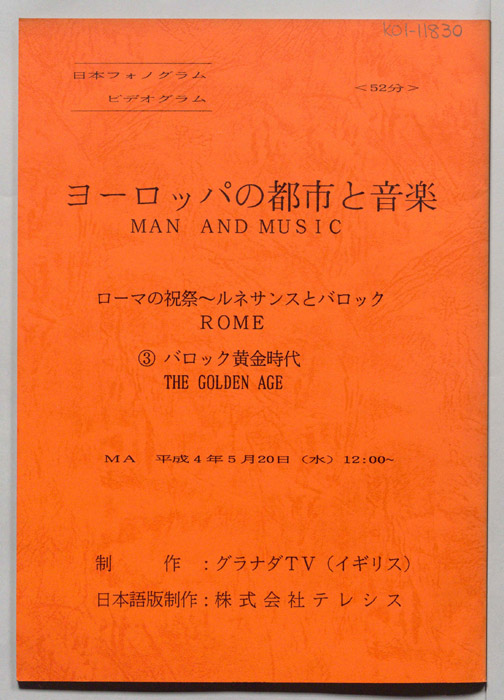 K01-11830
日本フォノグラム
ビデオグラム
＜52分＞
ヨーロッパの都市と音楽
MAN AND MUSIC
ローマの祝祭～ルネサンスとバロック
ROME
③ バロック黄金時代
THE GOLDEN AGE
MA 平成4年5月20日（水）12:00~
制 作：グラナダTV（イギリス）
日本語版制作：株式会社テレシス